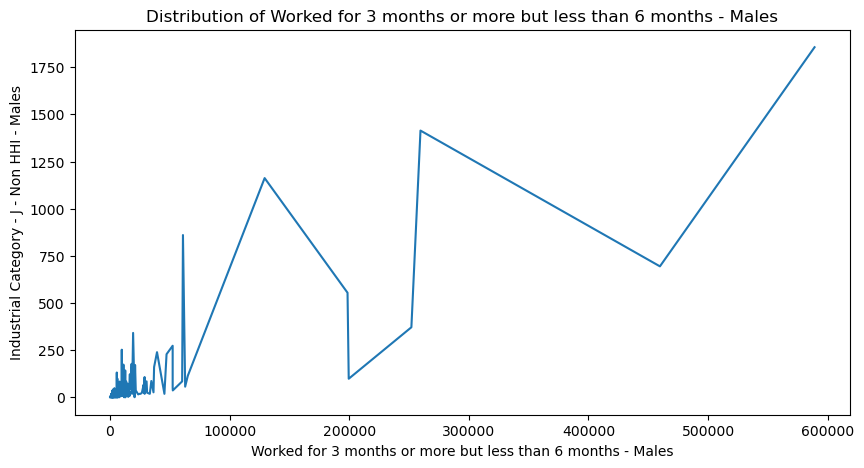 Distribution of Worked for 3 months or more but less than 6 months - Males
Industrial Category - J - Non HHI - Males
1750
1500
1250
1000
750
500
250
0
0 100000 200000 300000 400000 500000 600000
Worked for 3 months or more but less than 6 months - Males